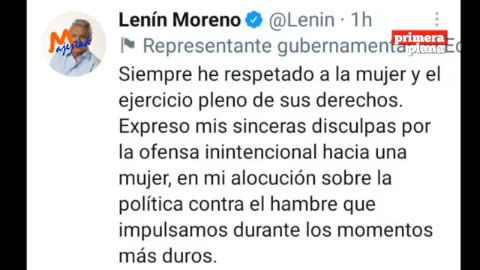 Lenín Moreno @Lenin · 1h
Representante gubernamenta
primera
plana
Majestad
Siempre he respetado a la mujer y el
ejercicio pleno de sus derechos.
Expreso mis sinceras disculpas por
la ofensa inintencional hacia una
mujer, en mi alocución sobre la
política contra el hambre que
impulsamos durante los momentos
más duros.